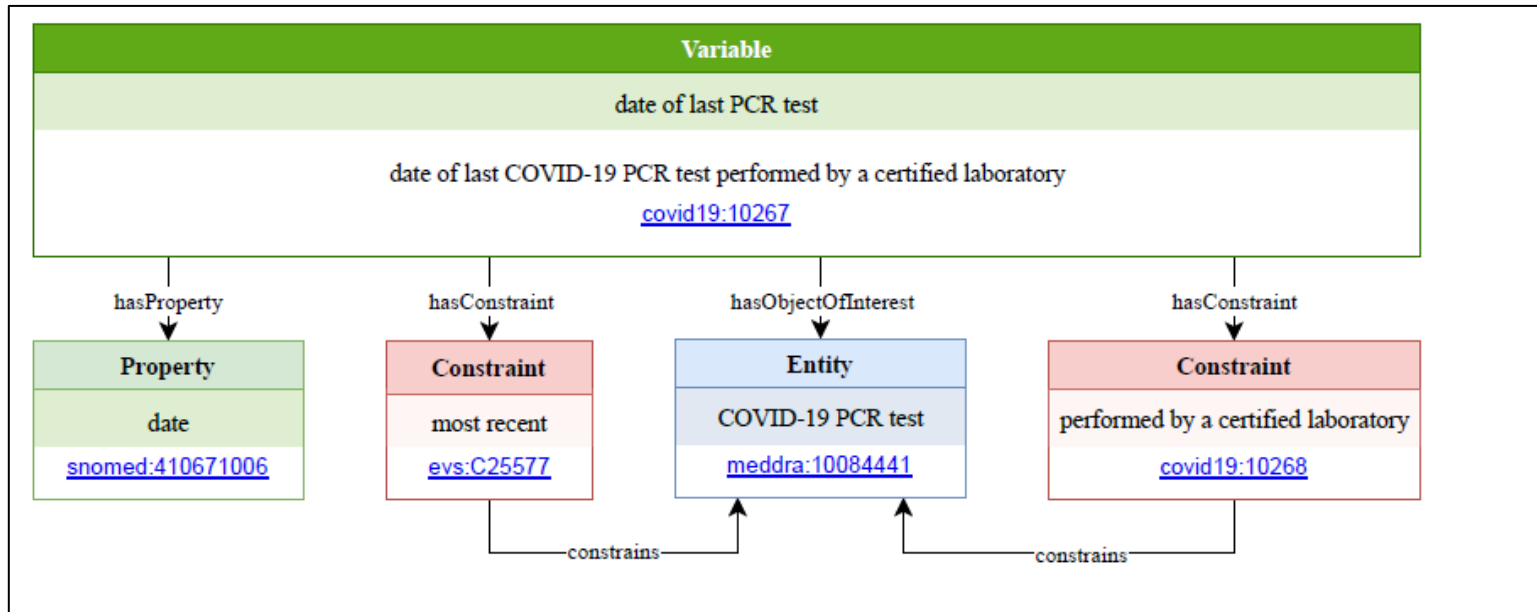 Variable
date of last PCR test
date of last COVID-19 PCR test performed by a certified laboratory
covid19:10267
hasProperty
hasConstraint
hasObjectOfInterest
hasConstraint
Property
date
snomed:410671006
Constraint
most recent
evs:C25577
Entity
COVID-19 PCR test
meddra:10084441
Constraint
performed by a certified laboratory
covid19:10268
constrains
constrains